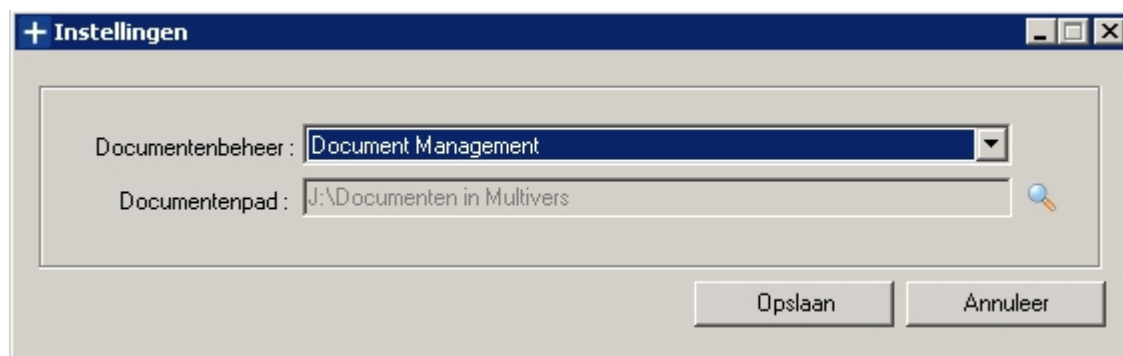 Instellingen
Documentenbeheer : Document Management
Documentenpad : J:\Documenten in Multivers
Opslaan Annuleer